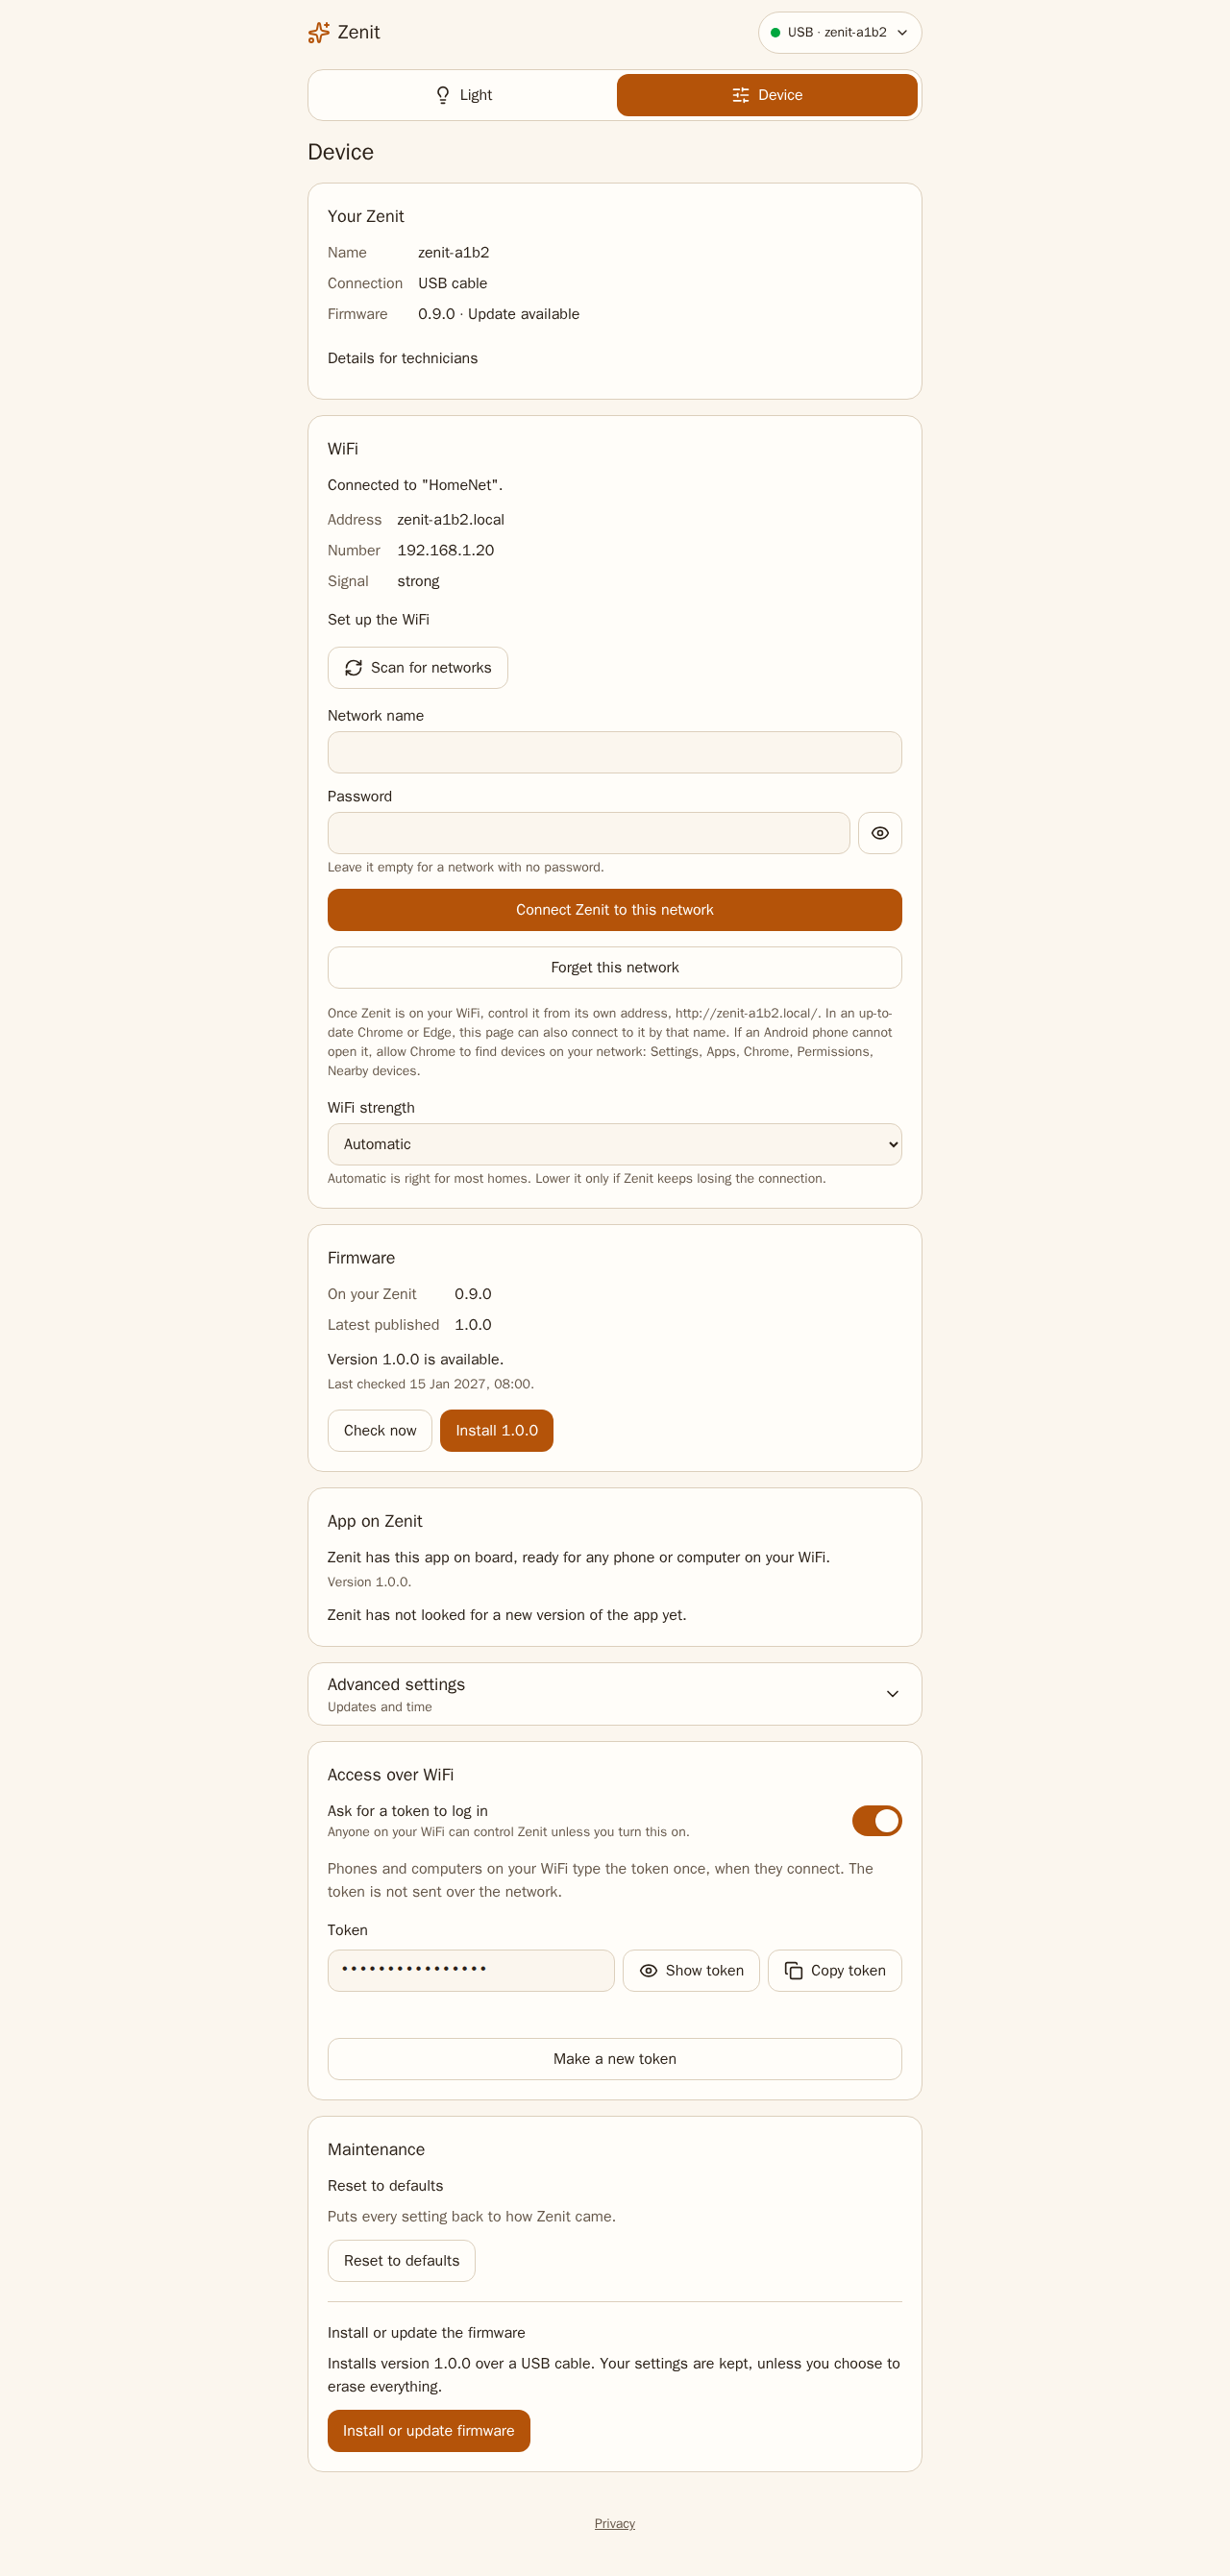 Zenit
USB · zenit-a1b2
Light
Device
Device
Your Zenit
Name zenit-a1b2
Connection USB cable
Firmware 0.9.0 · Update available
Details for technicians
WiFi
Connected to "HomeNet".
Address zenit-a1b2.local
Number 192.168.1.20
Signal strong
Set up the WiFi
Scan for networks
Network name
Password
Leave it empty for a network with no password.
Connect Zenit to this network
Forget this network
Once Zenit is on your WiFi, control it from its own address, http://zenit-a1b2.local/. In an up-to-
date Chrome or Edge, this page can also connect to it by that name. If an Android phone cannot
open it, allow Chrome to find devices on your network: Settings, Apps, Chrome, Permissions,
Nearby devices.
WiFi strength
Automatic
Automatic is right for most homes. Lower it only if Zenit keeps losing the connection.
Firmware
On your Zenit 0.9.0
Latest published 1.0.0
Version 1.0.0 is available.
Last checked 15 Jan 2027, 08:00.
Check now
Install 1.0.0
App on Zenit
Zenit has this app on board, ready for any phone or computer on your WiFi.
Version 1.0.0.
Zenit has not looked for a new version of the app yet.
Advanced settings
Updates and time
Access over WiFi
Ask for a token to log in
Anyone on your WiFi can control Zenit unless you turn this on.
Phones and computers on your WiFi type the token once, when they connect. The
token is not sent over the network.
Token
••••••••••••••••
Show token
Copy token
Make a new token
Maintenance
Reset to defaults
Puts every setting back to how Zenit came.
Reset to defaults
Install or update the firmware
Installs version 1.0.0 over a USB cable. Your settings are kept, unless you choose to
erase everything.
Install or update firmware
Privacy